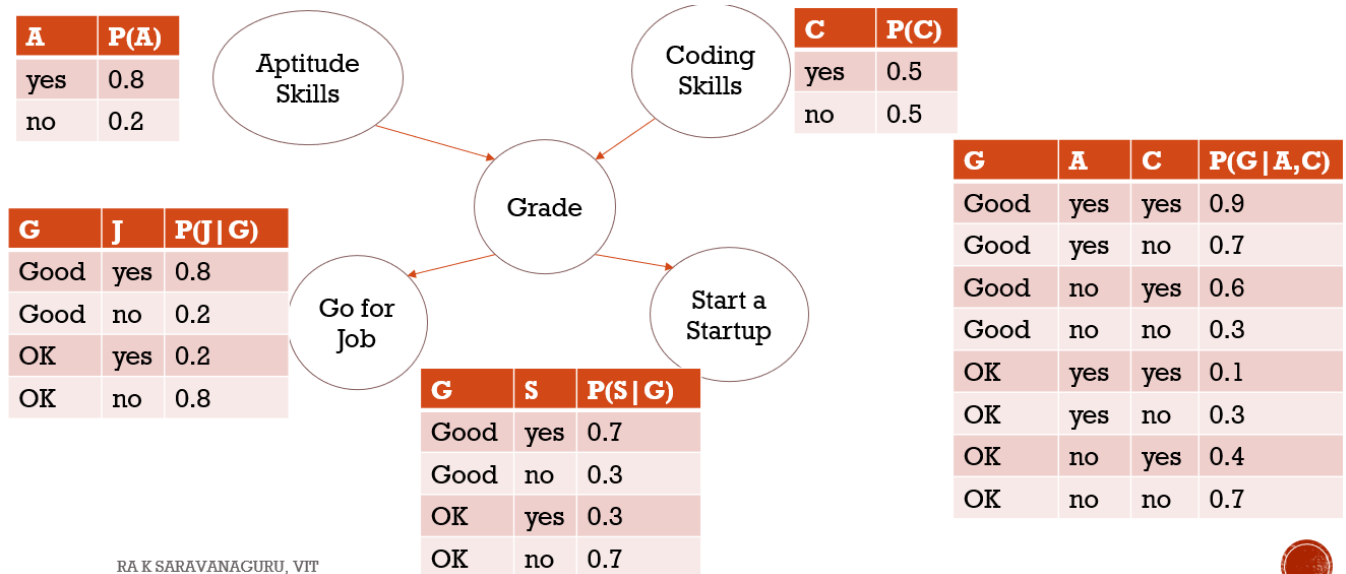 A P(A)
yes 0.8
no 0.2
Aptitude
Skills
Coding
Skills
C P(C)
yes 0.5
no 0.5
Grade
G A C P(G|A,C)
Good yes yes 0.9
Good yes no 0.7
Good no yes 0.6
Good no no 0.3
OK yes yes 0.1
OK yes no 0.3
OK no yes 0.4
OK no no 0.7
G J P(J|G)
Good yes 0.8
Good no 0.2
OK yes 0.2
OK no 0.8
Go for
Job
Start a
Startup
G S P(S|G)
Good yes 0.7
Good no 0.3
OK yes 0.3
OK no 0.7
RA K SARAVANAGURU, VIT